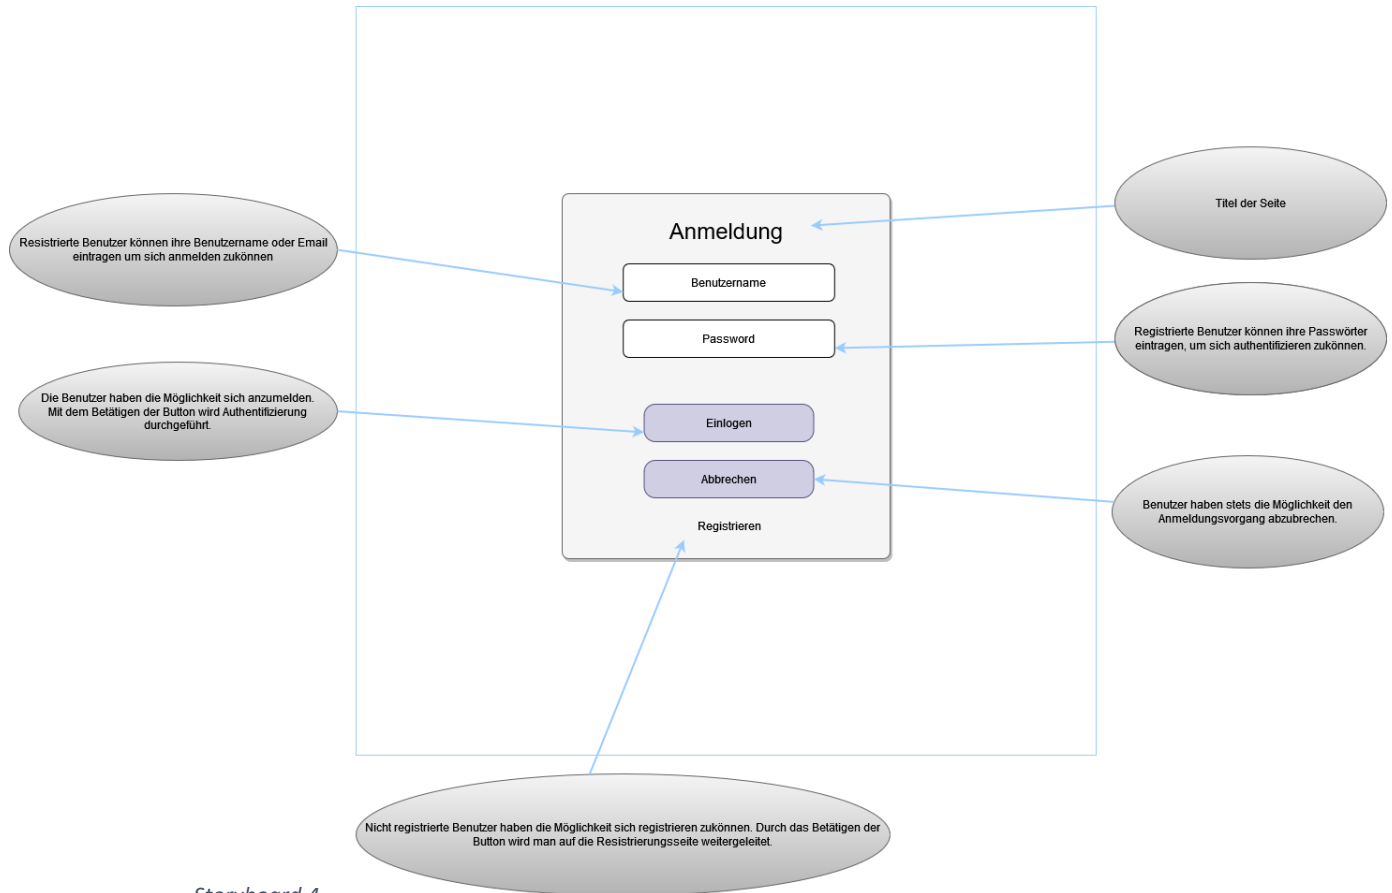 Titel der Seite
Resistrierte Benutzer können ihre Benutzername oder Email
eintragen um sich anmelden zukönnen
Anmeldung
Benutzername
Registrierte Benutzer können ihre Passwörter
eintragen, um sich authentifizieren zukönnen.
Password
Die Benutzer haben die Möglichkeit sich anzumelden.
Mit dem Betätigen der Button wird Authentifizierung
durchgeführt.
Einlogen
Abbrechen
Benutzer haben stets die Möglichkeit den
Anmeldungsvorgang abzubrechen.
Registrieren
Nicht registrierte Benutzer haben die Möglichkeit sich registrieren zukönnen. Durch das Betätigen der
Button wird man auf die Resistrierungsseite weitergeleitet.
Storyboard 4